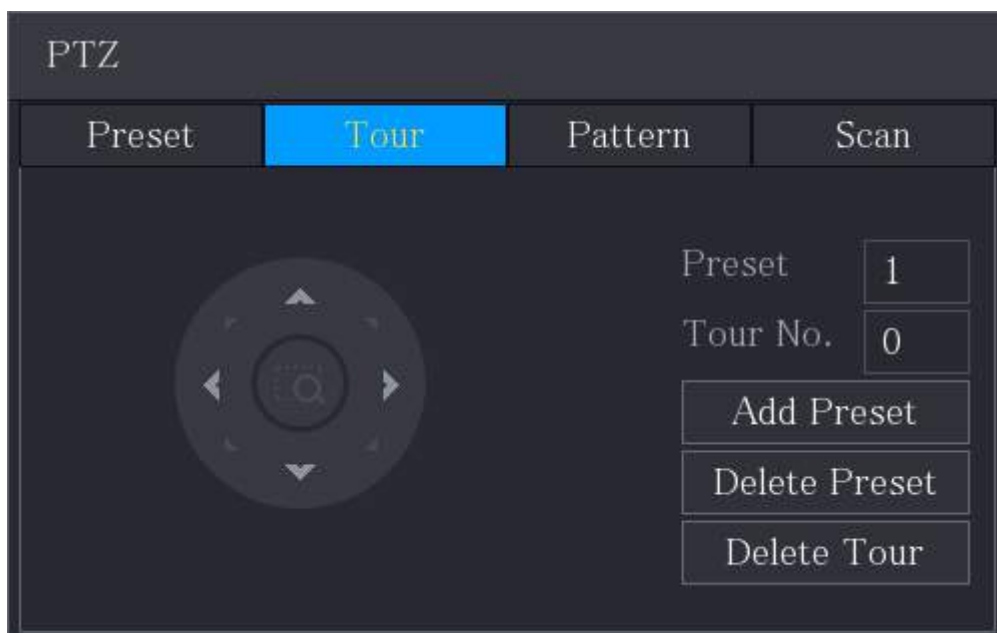 PTZ
Preset Tour Pattern Scan
Preset 1
Tour No. 0
Add Preset
Delete Preset
Delete Tour